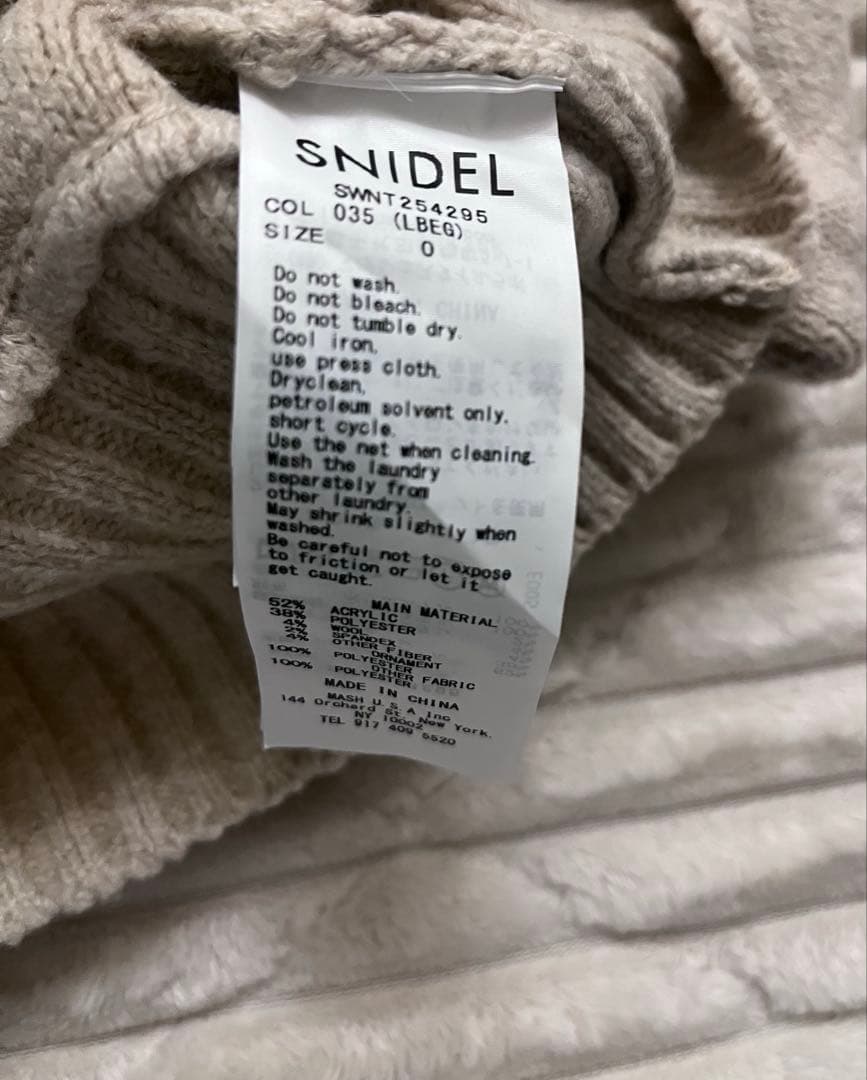 SNIDEL
SWNT254295
COL 035 (LBEG)
SIZE 0
Do not wash.
Do not bleach.
Do not tumble dry.
Cool iron,
use press cloth.
Dryclean,
petroleum solvent only,
short cycle.
Use the net when cleaning.
Wash the laundry
separately from
other laundry.
May shrink slightly when
washed.
Be careful not to expose
to friction or let it
get caught.
MAIN MATERIAL
52% ACRYLIC
38% POLYESTER
4% WOOL
2% SPANDEX
4% OTHER FIBER
ORNAMENT
100% POLYESTER
OTHER FABRIC
100% POLYESTER
MADE IN CHINA
MASH U.S.A Inc
144 Orchard St. New York.
NY 10002
TEL 917 409 5520